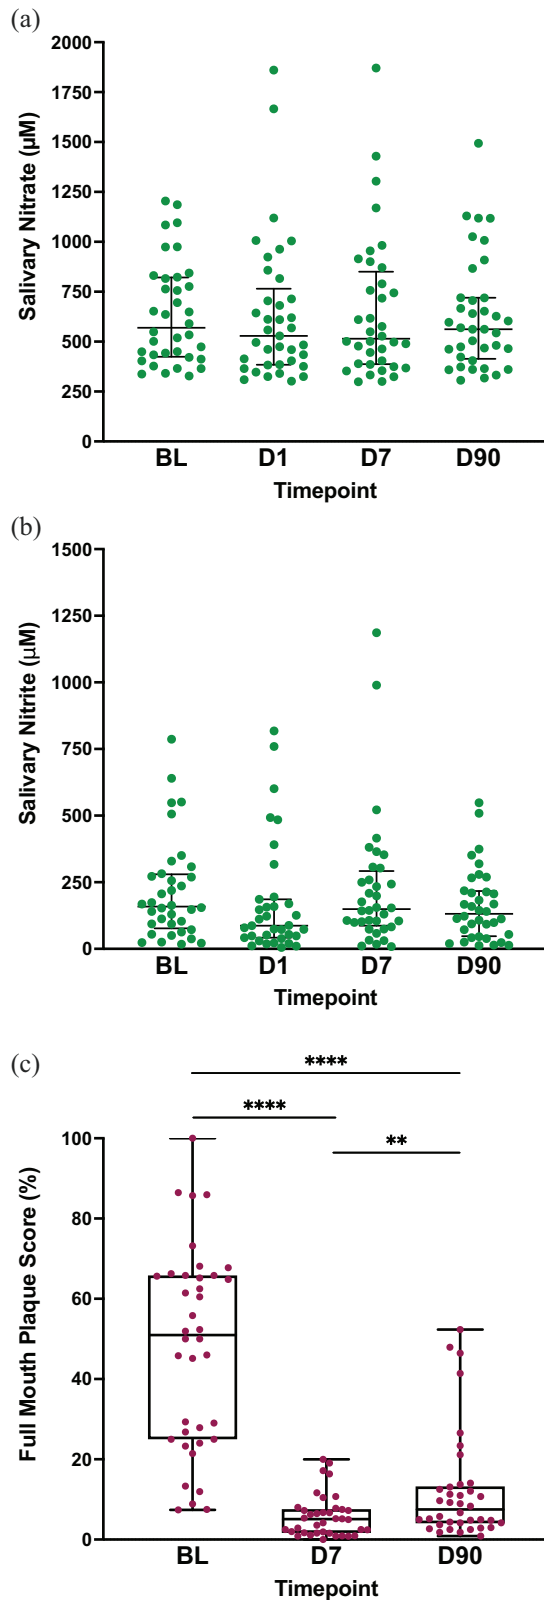 (a)
2000
1750
1500
1250
1000
750
500
250
0
Salivary Nitrate (µM)
BL D1 D7 D90
Timepoint
(b)
1500
1250
1000
750
500
250
0
Salivary Nitrite (µM)
BL D1 D7 D90
Timepoint
(c)
****
****
**
100
80
60
40
20
0
Full Mouth Plaque Score (%)
BL D7 D90
Timepoint